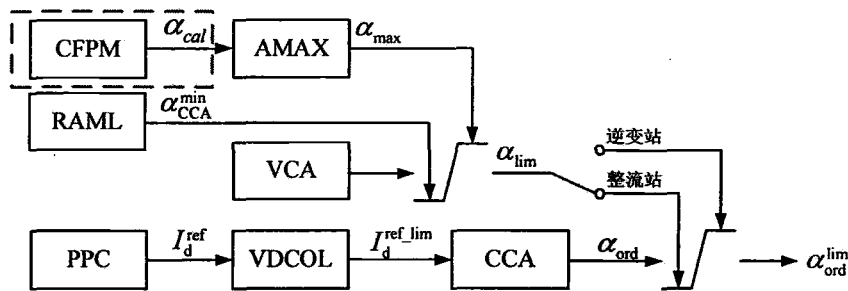 CFPM α_cal AMAX α_max
RAML α_CCA^min
VCA α_lim 逆变站
整流站
PPC I_d^ref VDCOL I_d^ref_lim CCA α_ord α_ord^lim